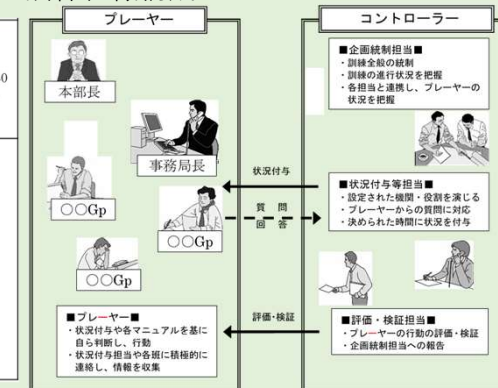 プレーヤー
本部長
事務局長
○○Gp
○○Gp
○○Gp
■プレーヤー■
・状況付与や各マニュアルを基に
自ら判断し、行動
・状況付与担当や各班に積極的に
連絡し、情報を収集
状況付与
質 問
回 答
評価・検証
コントローラー
■企画統制担当■
・訓練全般の統制
・訓練の進行状況を把握
・各担当と連携し、プレーヤーの
状況を把握
■状況付与等担当■
・設定された機関・役割を演じる
・プレーヤーからの質問に対応
・決められた時間に状況を付与
■評価・検証担当■
・プレーヤーの行動の評価・検証
・企画統制担当への報告